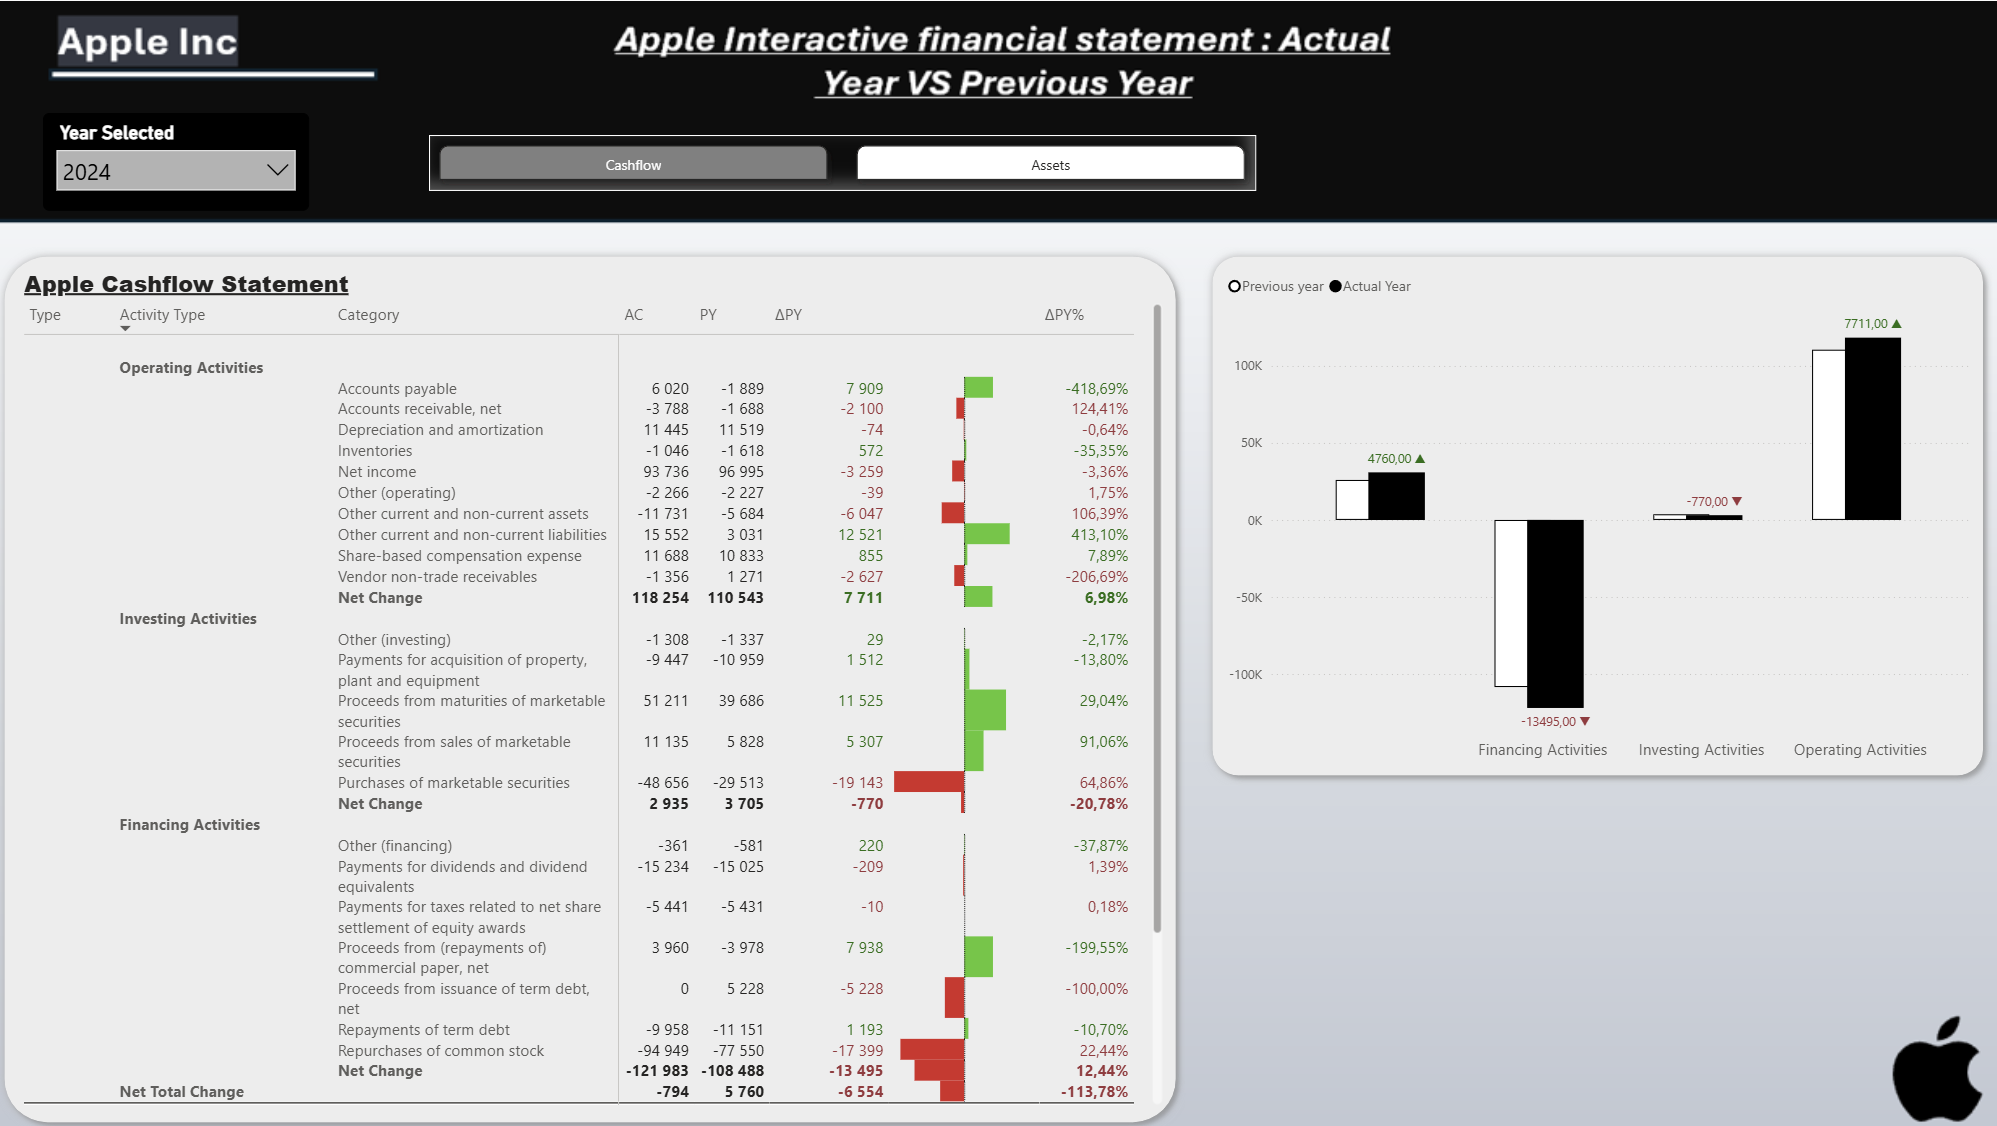 Apple Inc
Apple Interactive financial statement : Actual
Year VS Previous Year
Year Selected
2024
Cashflow
Assets
Apple Cashflow Statement
Type Activity Type Category AC PY ΔPY ΔPY%
Operating Activities
Accounts payable 6 020 -1 889 7 909 -418,69%
Accounts receivable, net -3 788 -1 688 -2 100 124,41%
Depreciation and amortization 11 445 11 519 -74 -0,64%
Inventories -1 046 -1 618 572 -35,35%
Net income 93 736 96 995 -3 259 -3,36%
Other (operating) -2 266 -2 227 -39 1,75%
Other current and non-current assets -11 731 -5 684 -6 047 106,39%
Other current and non-current liabilities 15 552 3 031 12 521 413,10%
Share-based compensation expense 11 688 10 833 855 7,89%
Vendor non-trade receivables -1 356 1 271 -2 627 -206,69%
Net Change 118 254 110 543 7 711 6,98%
Investing Activities
Other (investing) -1 308 -1 337 29 -2,17%
Payments for acquisition of property, -9 447 -10 959 1 512 -13,80%
plant and equipment
Proceeds from maturities of marketable 51 211 39 686 11 525 29,04%
securities
Proceeds from sales of marketable 11 135 5 828 5 307 91,06%
securities
Purchases of marketable securities -48 656 -29 513 -19 143 64,86%
Net Change 2 935 3 705 -770 -20,78%
Financing Activities
Other (financing) -361 -581 220 -37,87%
Payments for dividends and dividend -15 234 -15 025 -209 1,39%
equivalents
Payments for taxes related to net share -5 441 -5 431 -10 0,18%
settlement of equity awards
Proceeds from (repayments of) 3 960 -3 978 7 938 -199,55%
commercial paper, net
Proceeds from issuance of term debt, 0 5 228 -5 228 -100,00%
net
Repayments of term debt -9 958 -11 151 1 193 -10,70%
Repurchases of common stock -94 949 -77 550 -17 399 22,44%
Net Change -121 983 -108 488 -13 495 12,44%
Net Total Change -794 5 760 -6 554 -113,78%
Previous year Actual Year
7711,00 ▲
100K
50K
4760,00 ▲
-770,00 ▼
0K
-50K
-100K
-13495,00 ▼
Financing Activities Investing Activities Operating Activities